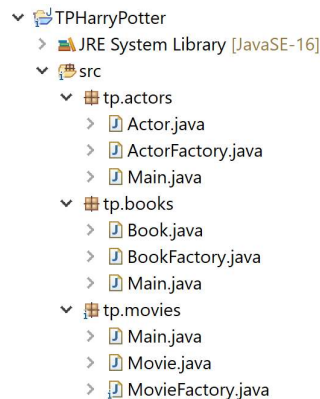 TPHarryPotter
JRE System Library [JavaSE-16]
src
tp.actors
Actor.java
ActorFactory.java
Main.java
tp.books
Book.java
BookFactory.java
Main.java
tp.movies
Main.java
Movie.java
MovieFactory.java